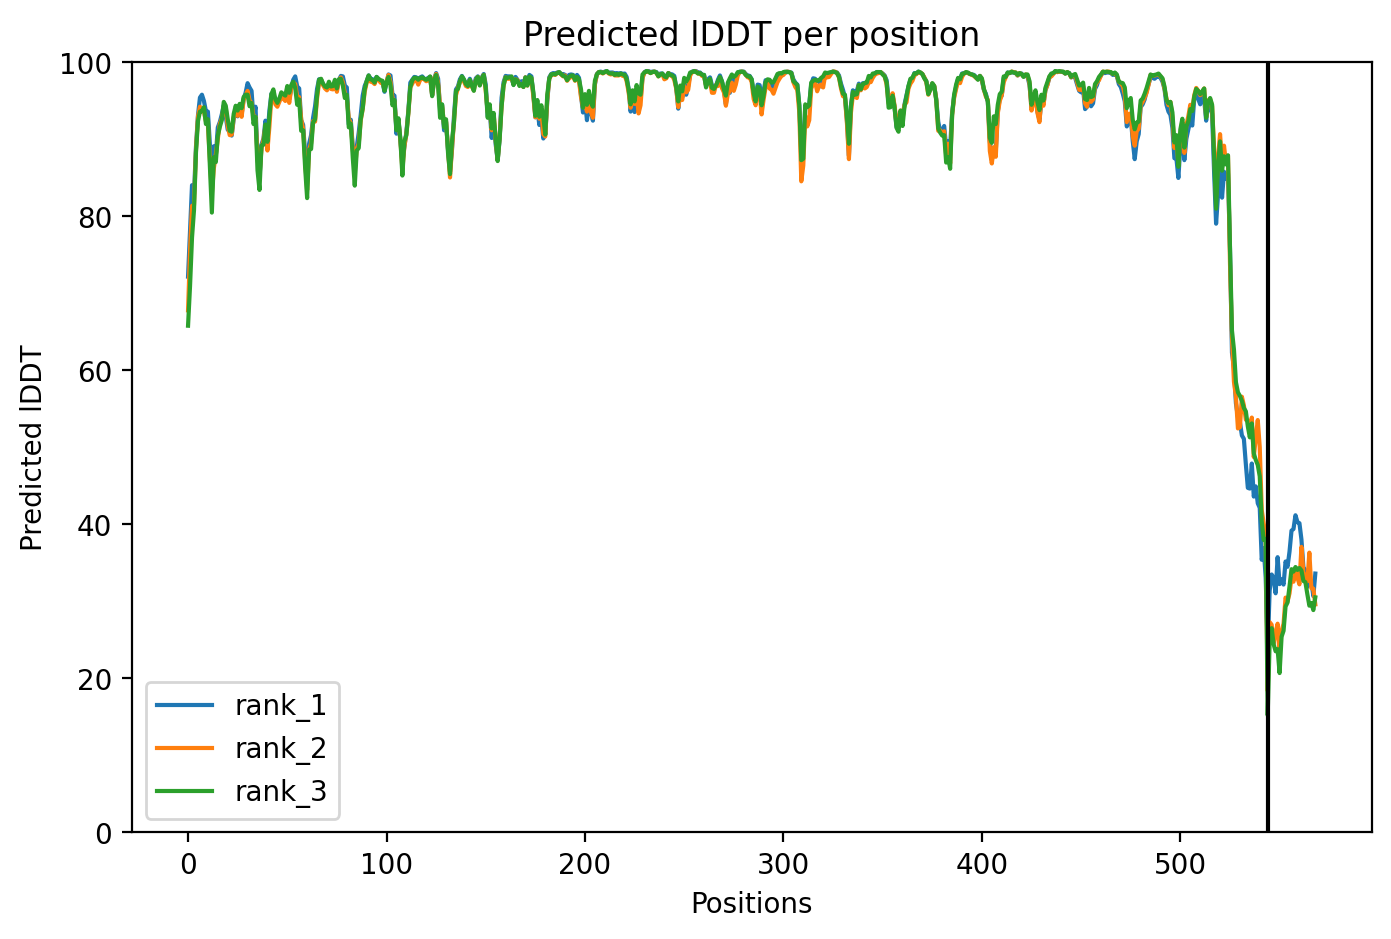 Predicted lDDT per position
100
80
60
40
20
0
Predicted lDDT
rank_1
rank_2
rank_3
0 100 200 300 400 500
Positions